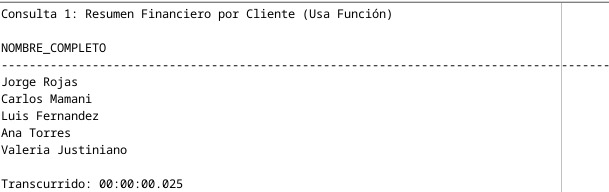 Consulta 1: Resumen Financiero por Cliente (Usa Función)
NOMBRE_COMPLETO
---------------------------------------------------------------------------------------
Jorge Rojas
Carlos Mamani
Luis Fernandez
Ana Torres
Valeria Justiniano
Transcurrido: 00:00:00.025